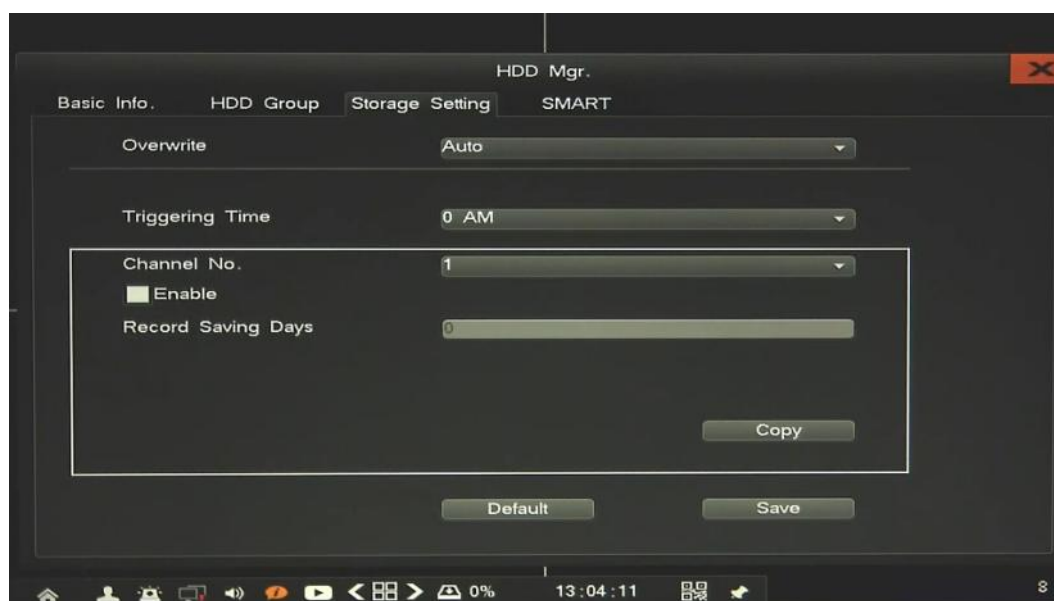 HDD Mgr.
Basic Info. HDD Group Storage Setting SMART
Overwrite Auto
Triggering Time 0 AM
Channel No. 1
Enable
Record Saving Days 0
Copy
Default Save
0% 13:04:11 8